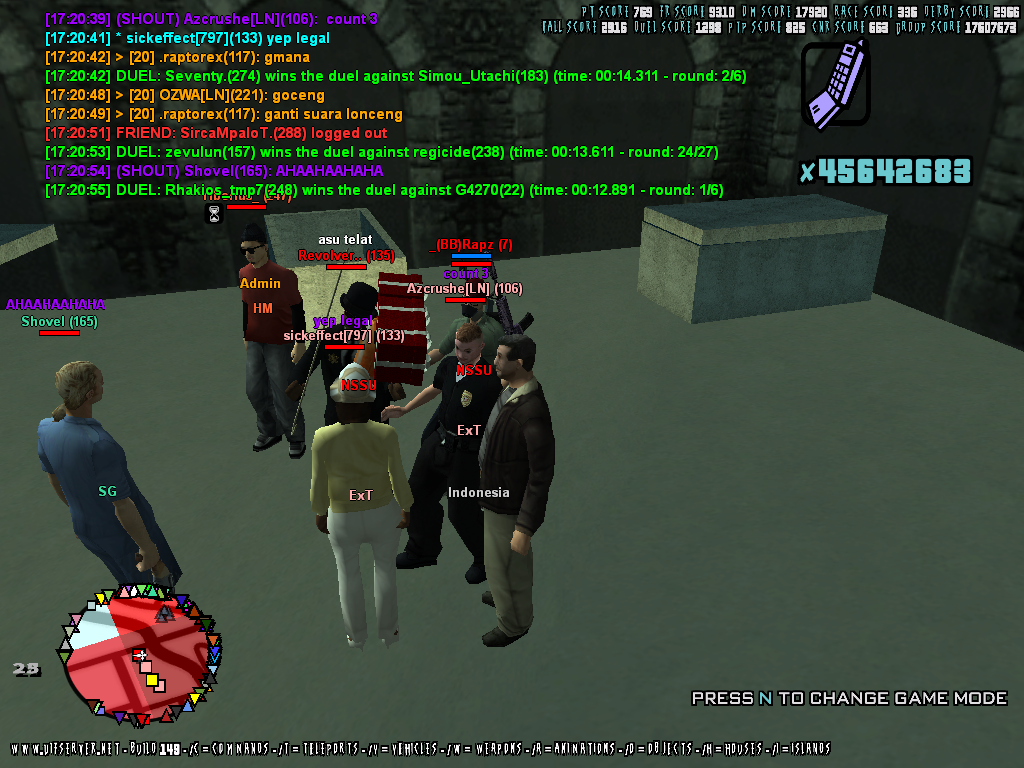 [17:20:39] (SHOUT) Azcrushe[LN](106):  count 3
[17:20:41] * sickeffect[797](133) yep legal
[17:20:42] > [20] .raptorex(117): gmana
[17:20:42] DUEL: Seventy.(274) wins the duel against Simou_Utachi(183) (time: 00:14.311 - round: 2/6)
[17:20:48] > [20] OZWA[LN](221): goceng
[17:20:49] > [20] .raptorex(117): ganti suara lonceng
[17:20:51] FRIEND: SircaMpaloT.(288) logged out
[17:20:53] DUEL: zevulun(157) wins the duel against regicide(238) (time: 00:13.611 - round: 24/27)
[17:20:54] (SHOUT) Shovel(165): AHAAHAAHAHA
[17:20:55] DUEL: Rhakios_tmp7(248) wins the duel against G4270(22) (time: 00:12.891 - round: 1/6)
PT SCORE 769 FR SCORE 9310 DM SCORE 17920 RACE SCORE 336 DERBY SCORE 2966
FALL SCORE 2916 DUEL SCORE 1298 PTP SCORE 825 CNR SCORE 663 GROUP SCORE 17607679
45642683
asu telat
Revolver.. (135)
_(BB)Rapz (7)
count 3
Azcrushe[LN] (106)
Admin
HM
AHAAHAAHAHA
Shovel (165)
yep legal
sickeffect[797] (133)
NSSU
NSSU
ExT
SG
ExT
Indonesia
28
PRESS N TO CHANGE GAME MODE
WWW.UIFSERVER.NET - BUILD 149 - /C = COMMANDS - /T = TELEPORTS - /V = VEHICLES - /W = WEAPONS - /A = ANIMATIONS - /O = OBJECTS - /H = HOUSES - /I = ISLANDS